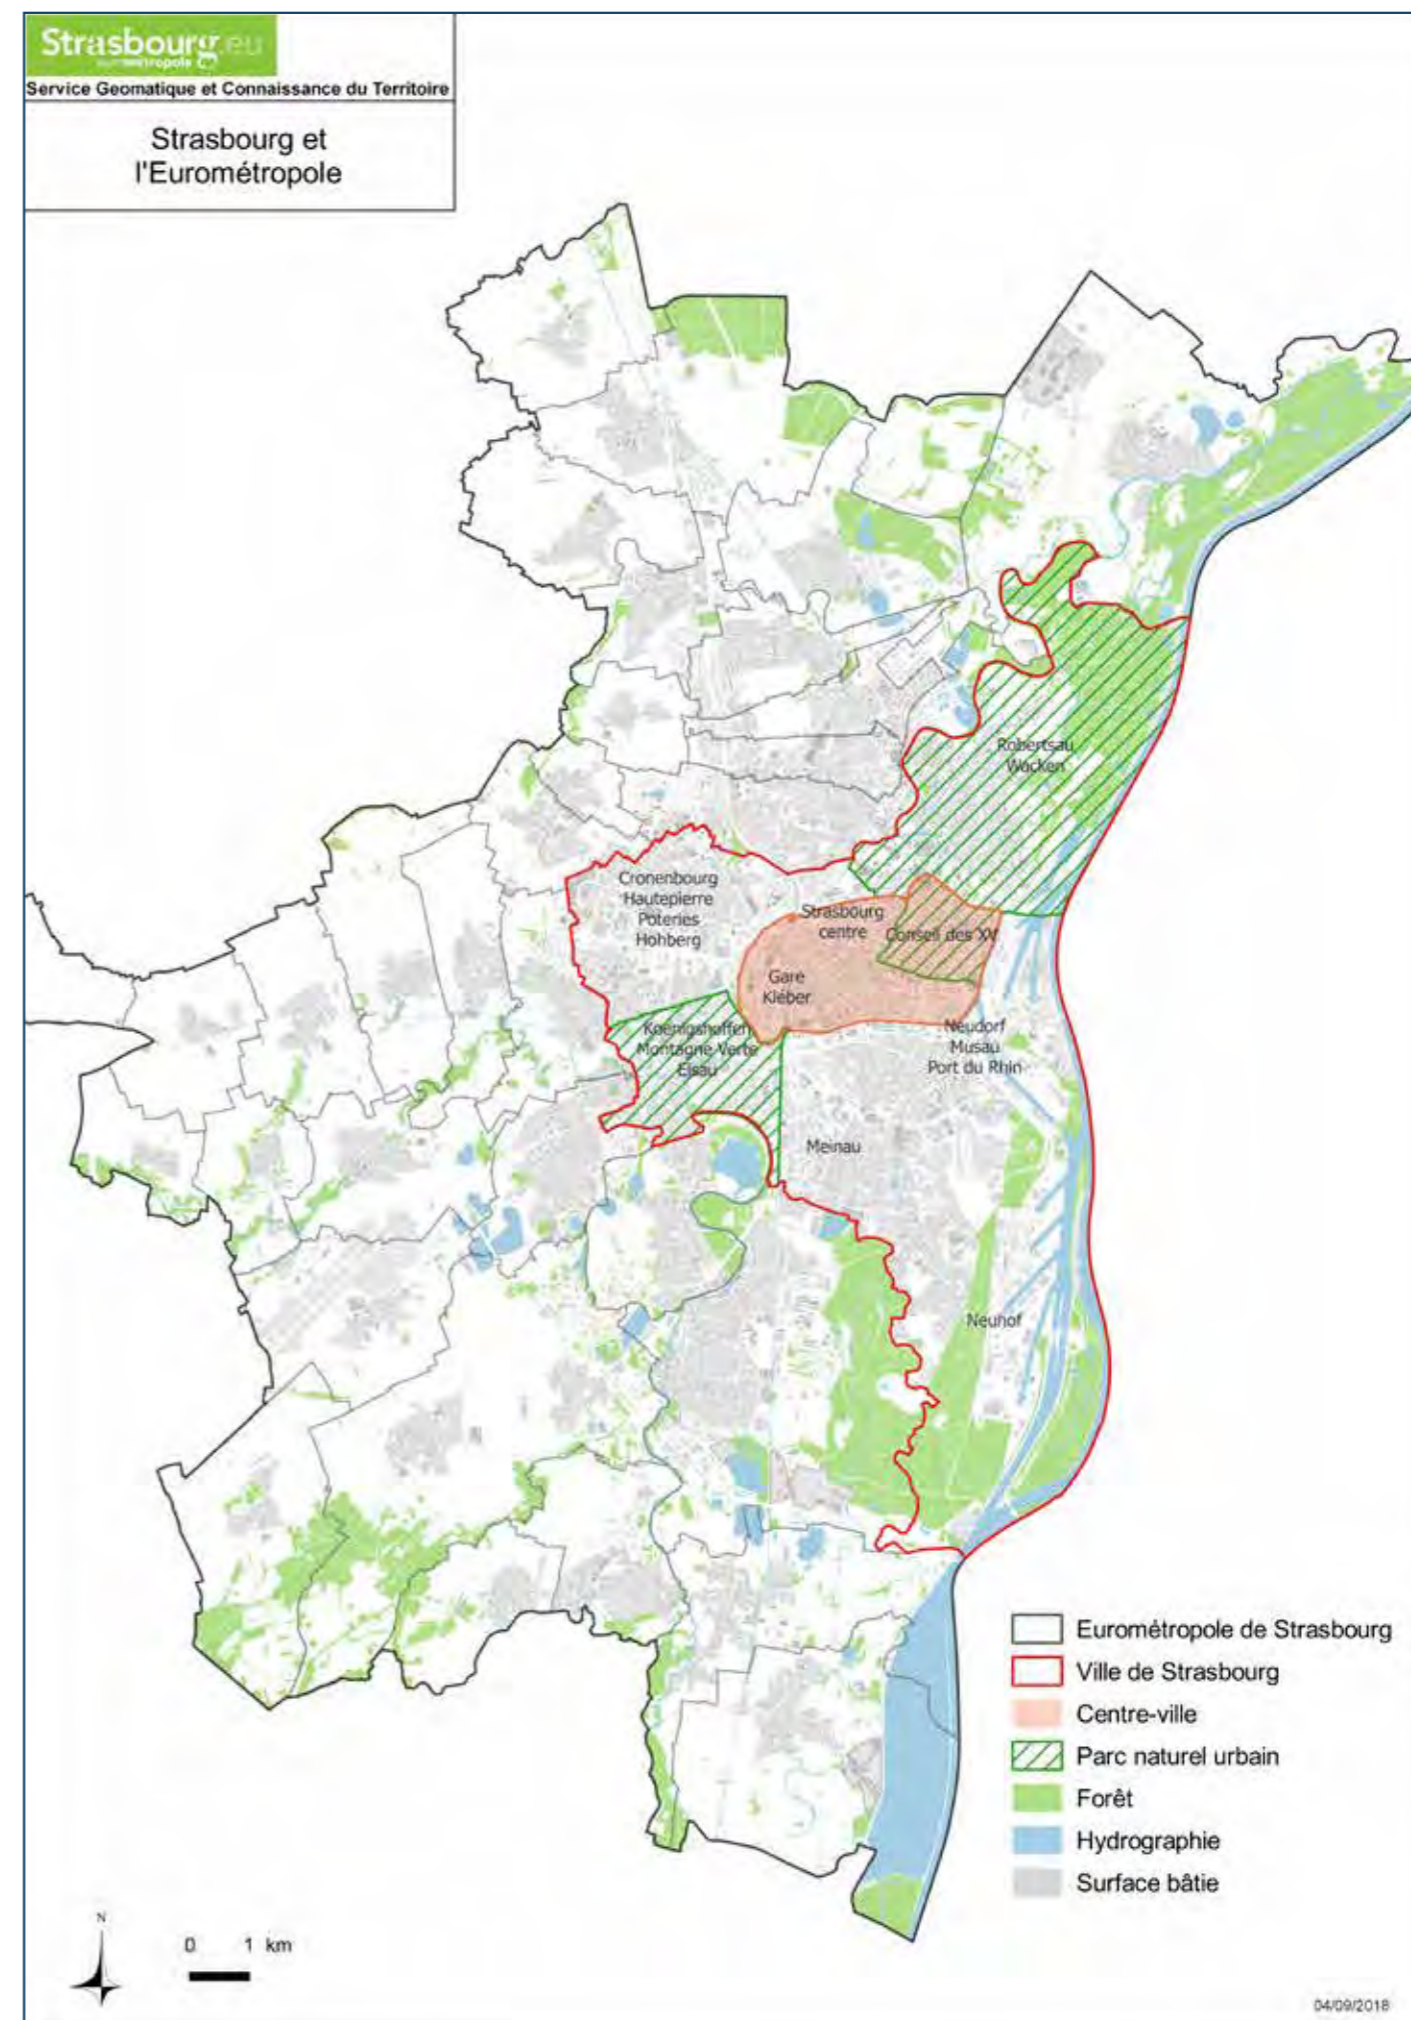 Strasbourg.eu
eurométropole
Service Geomatique et Connaissance du Territoire
Strasbourg et
l'Eurométropole
Robertsau
Wacken
Cronenbourg
Hautepierre
Poteries
Hohberg
Strasbourg
centre
Conseil des XV
Gare
Kléber
Koenigshoffen
Montagne Verte
Elsau
Neudorf
Musau
Port du Rhin
Meinau
Neuhof
Eurométropole de Strasbourg
Ville de Strasbourg
Centre-ville
Parc naturel urbain
Forêt
Hydrographie
Surface bâtie
N
0 1 km
04/09/2018